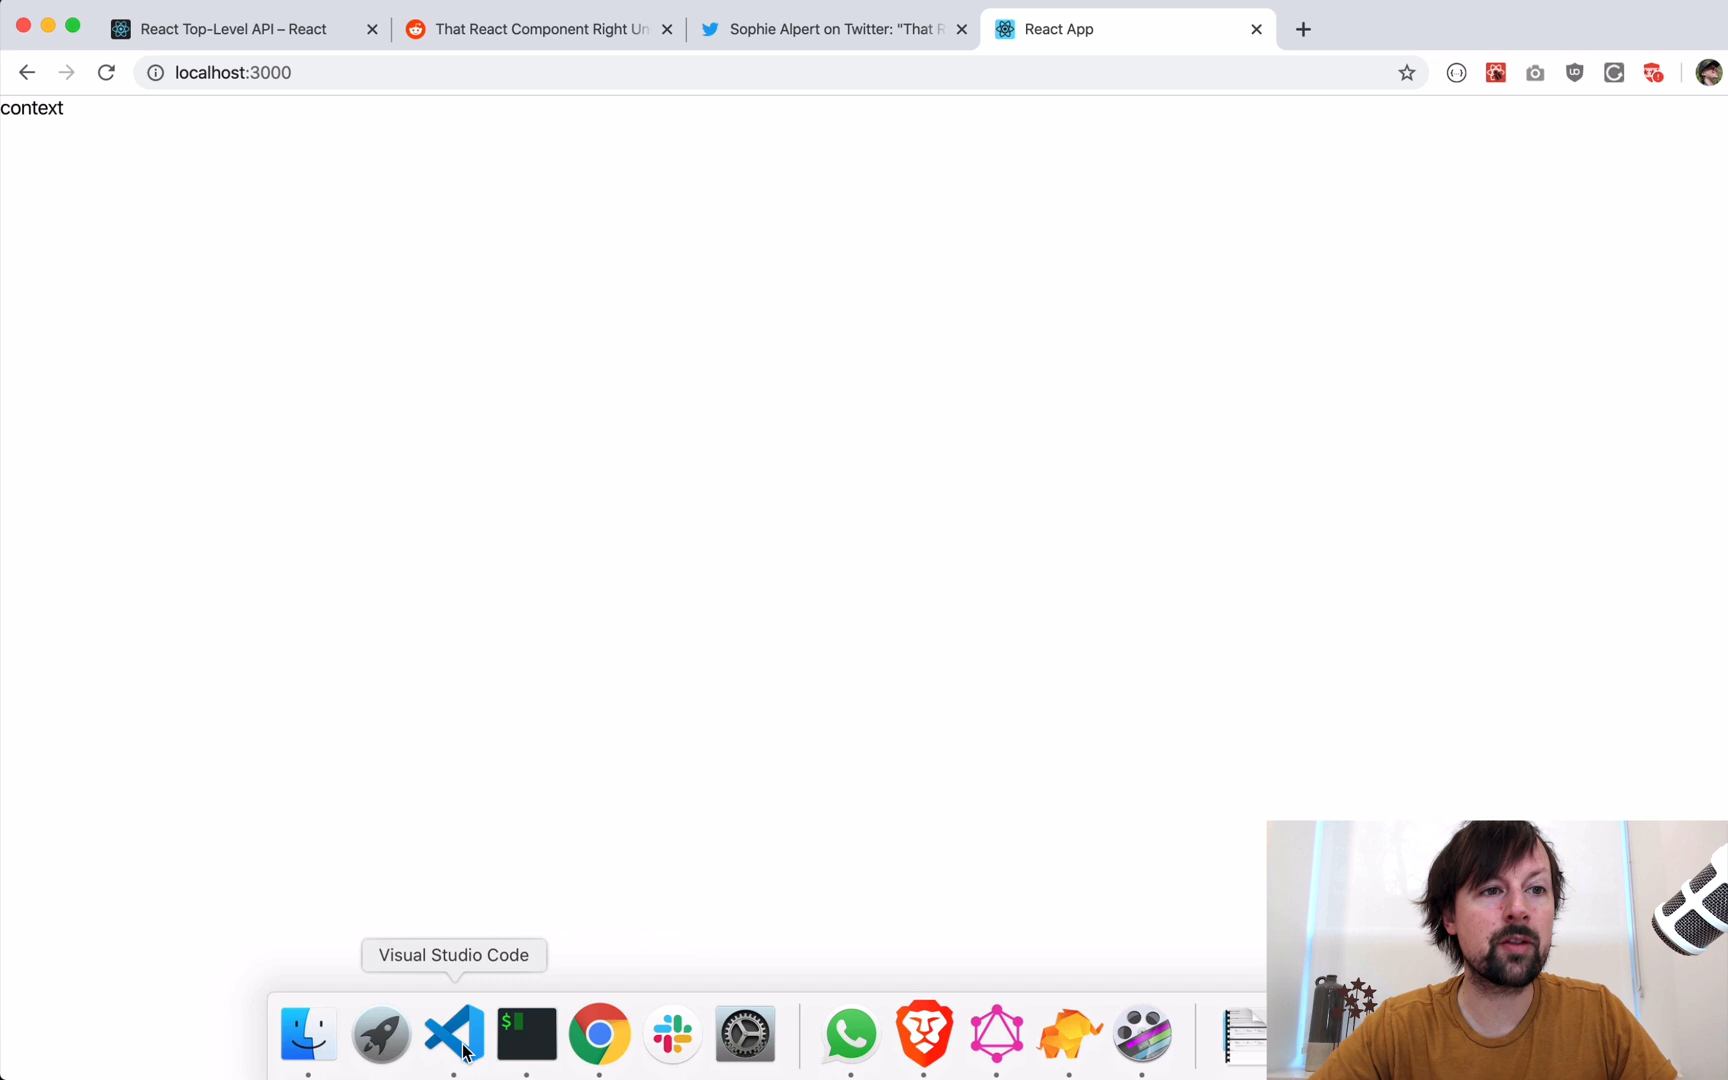 React Top-Level API – React
That React Component Right Un
Sophie Alpert on Twitter: "That R
React App
localhost:3000
context
Visual Studio Code
$